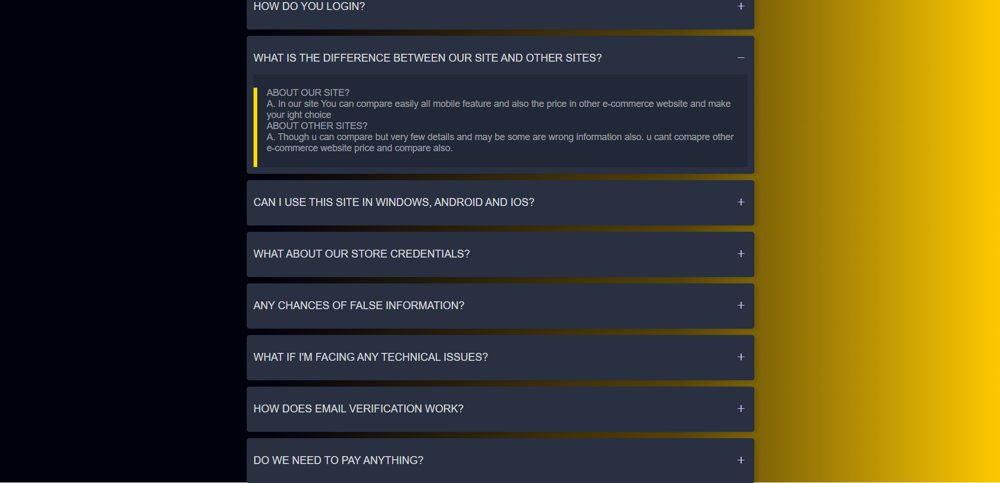 HOW DO YOU LOGIN? +
WHAT IS THE DIFFERENCE BETWEEN OUR SITE AND OTHER SITES? −
ABOUT OUR SITE?
A. In our site You can compare easily all mobile feature and also the price in other e-commerce website and make
your ight choice
ABOUT OTHER SITES?
A. Though u can compare but very few details and may be some are wrong information also. u cant comapre other
e-commerce website price and compare also.
CAN I USE THIS SITE IN WINDOWS, ANDROID AND IOS? +
WHAT ABOUT OUR STORE CREDENTIALS? +
ANY CHANCES OF FALSE INFORMATION? +
WHAT IF I'M FACING ANY TECHNICAL ISSUES? +
HOW DOES EMAIL VERIFICATION WORK? +
DO WE NEED TO PAY ANYTHING? +